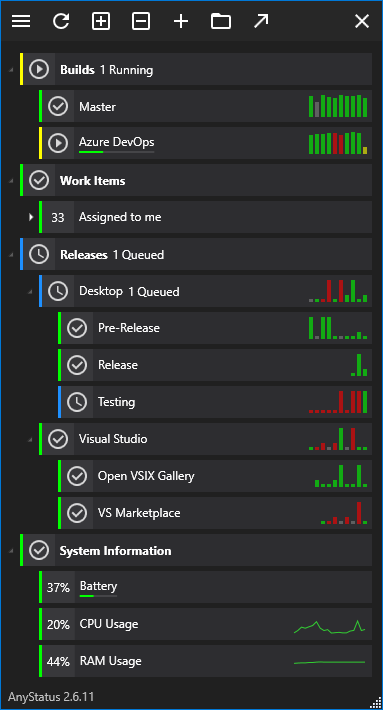 Builds 1 Running
Master
Azure DevOps
Work Items
33 Assigned to me
Releases 1 Queued
Desktop 1 Queued
Pre-Release
Release
Testing
Visual Studio
Open VSIX Gallery
VS Marketplace
System Information
37% Battery
20% CPU Usage
44% RAM Usage
AnyStatus 2.6.11